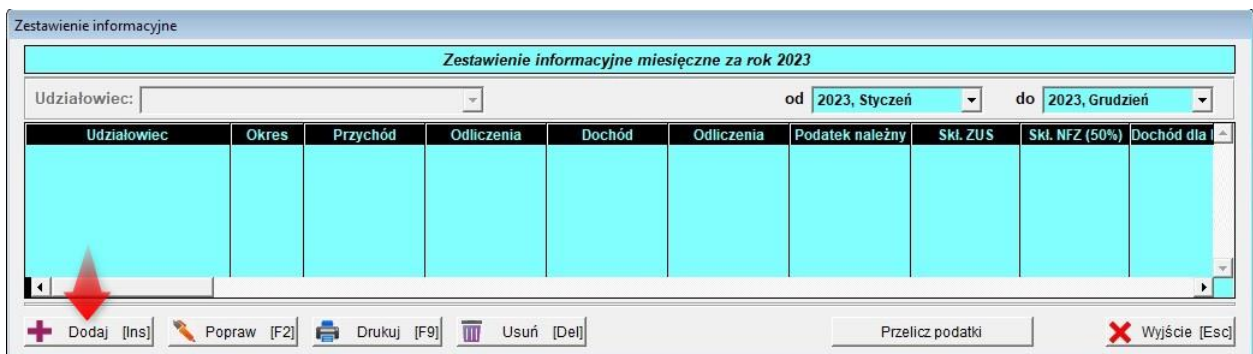 Zestawienie informacyjne
Zestawienie informacyjne miesięczne za rok 2023
Udziałowiec: od 2023, Styczeń do 2023, Grudzień
Udziałowiec Okres Przychód Odliczenia Dochód Odliczenia Podatek należny Skł. ZUS Skł. NFZ (50%) Dochód dla
Dodaj [Ins] Popraw [F2] Drukuj [F9] Usuń [Del] Przelicz podatki Wyjście [Esc]